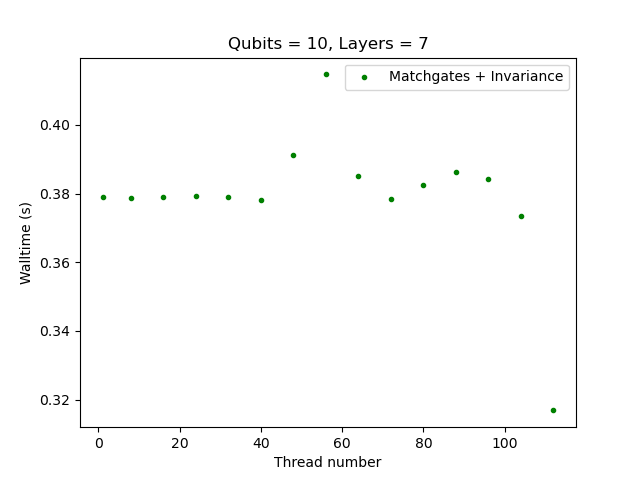 Qubits = 10, Layers = 7
Matchgates + Invariance
Walltime (s)
0.40
0.38
0.36
0.34
0.32
0 20 40 60 80 100
Thread number